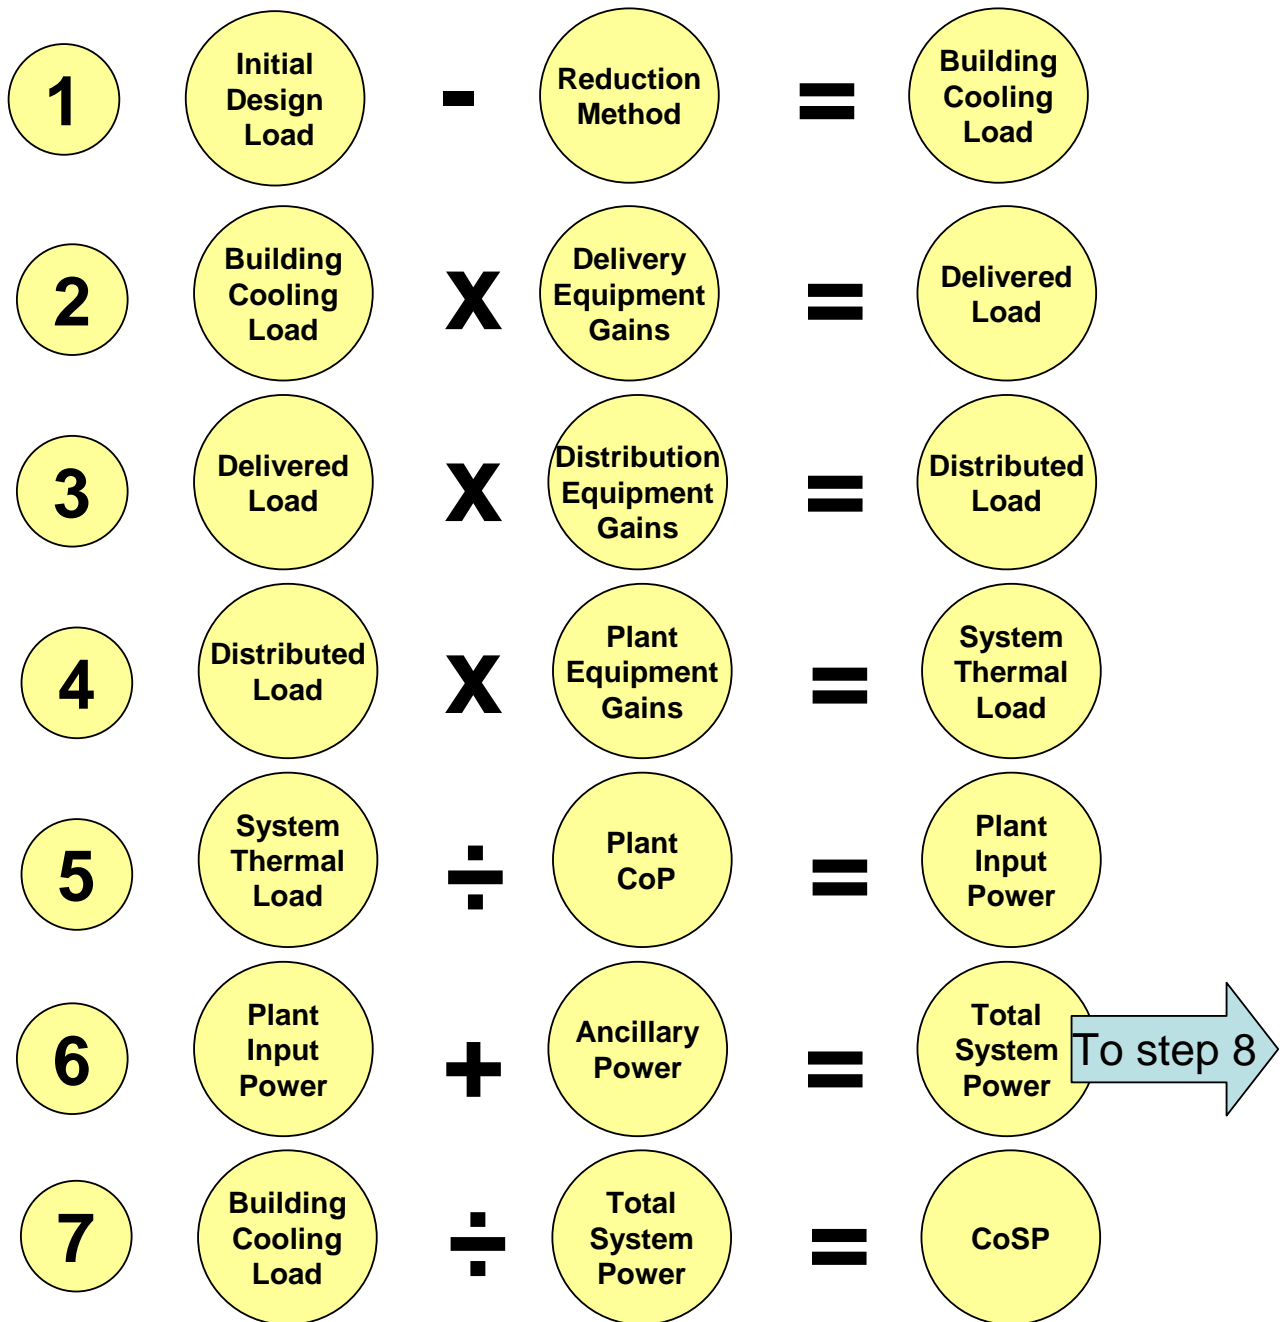 1
Initial
Design
Load
-
Reduction
Method
=
Building
Cooling
Load
2
Building
Cooling
Load
X
Delivery
Equipment
Gains
=
Delivered
Load
3
Delivered
Load
X
Distribution
Equipment
Gains
=
Distributed
Load
4
Distributed
Load
X
Plant
Equipment
Gains
=
System
Thermal
Load
5
System
Thermal
Load
÷
Plant
CoP
=
Plant
Input
Power
6
Plant
Input
Power
+
Ancillary
Power
=
Total
System
Power
To step 8
7
Building
Cooling
Load
÷
Total
System
Power
=
CoSP